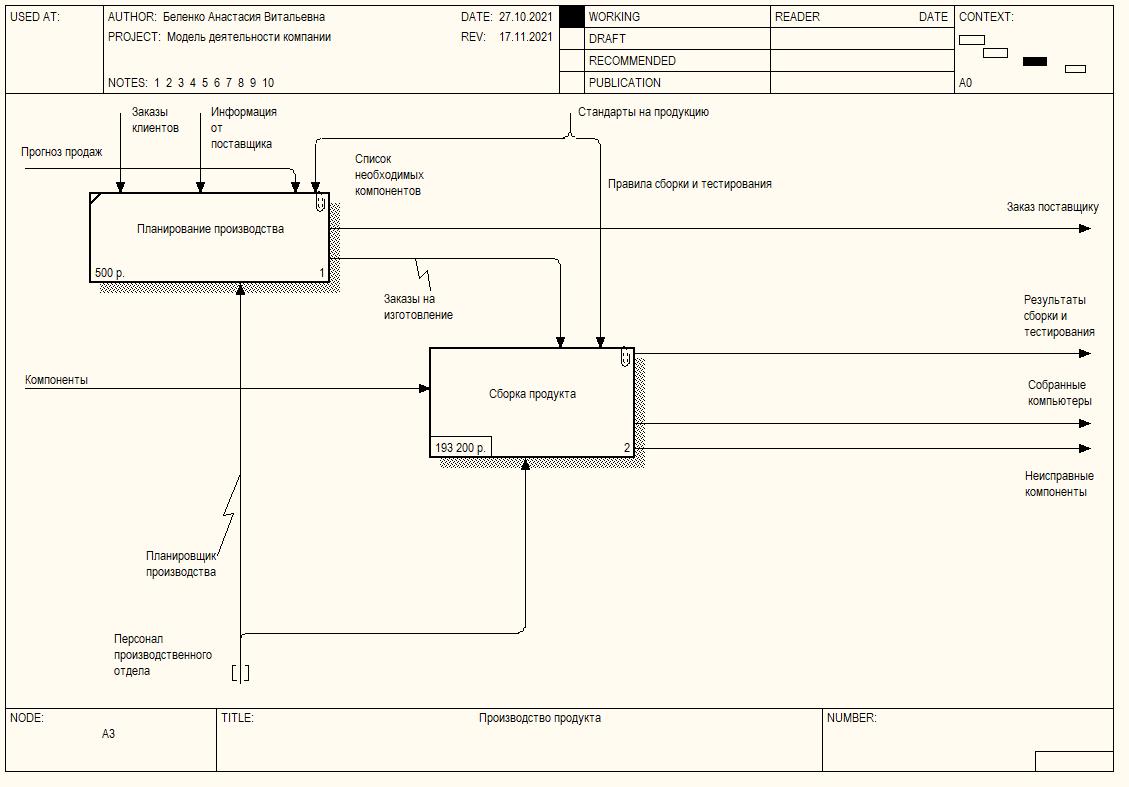 USED AT:
AUTHOR: Беленко Анастасия Витальевна
DATE: 27.10.2021
PROJECT: Модель деятельности компании
REV: 17.11.2021
NOTES: 1 2 3 4 5 6 7 8 9 10
WORKING
DRAFT
RECOMMENDED
PUBLICATION
READER
DATE
CONTEXT:
A0
Заказы
клиентов
Информация
от
поставщика
Прогноз продаж
Стандарты на продукцию
Список
необходимых
компонентов
Правила сборки и тестирования
Заказ поставщику
Планирование производства
500 р.
1
Заказы на
изготовление
Результаты
сборки и
тестирования
Компоненты
Сборка продукта
193 200 р.
2
Собранные
компьютеры
Неисправные
компоненты
Планировщик
производства
Персонал
производственного
отдела
NODE:
A3
TITLE:
Производство продукта
NUMBER: